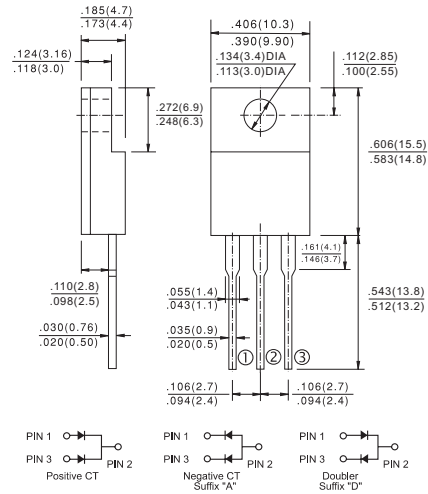 .185(4.7)
.173(4.4)
.406(10.3)
.390(9.90)
.124(3.16)
.118(3.0)
.134(3.4)DIA
.113(3.0)DIA
.112(2.85)
.100(2.55)
.272(6.9)
.248(6.3)
.606(15.5)
.583(14.8)
.161(4.1)
.146(3.7)
.110(2.8)
.098(2.5)
.055(1.4)
.043(1.1)
.543(13.8)
.512(13.2)
.030(0.76)
.020(0.50)
.035(0.9)
.020(0.5)
① ② ③
.106(2.7)
.094(2.4)
.106(2.7)
.094(2.4)
PIN 1
PIN 3
PIN 2
Positive CT
PIN 1
PIN 3
PIN 2
Negative CT
Suffix "A"
PIN 1
PIN 3
PIN 2
Doubler
Suffix "D"